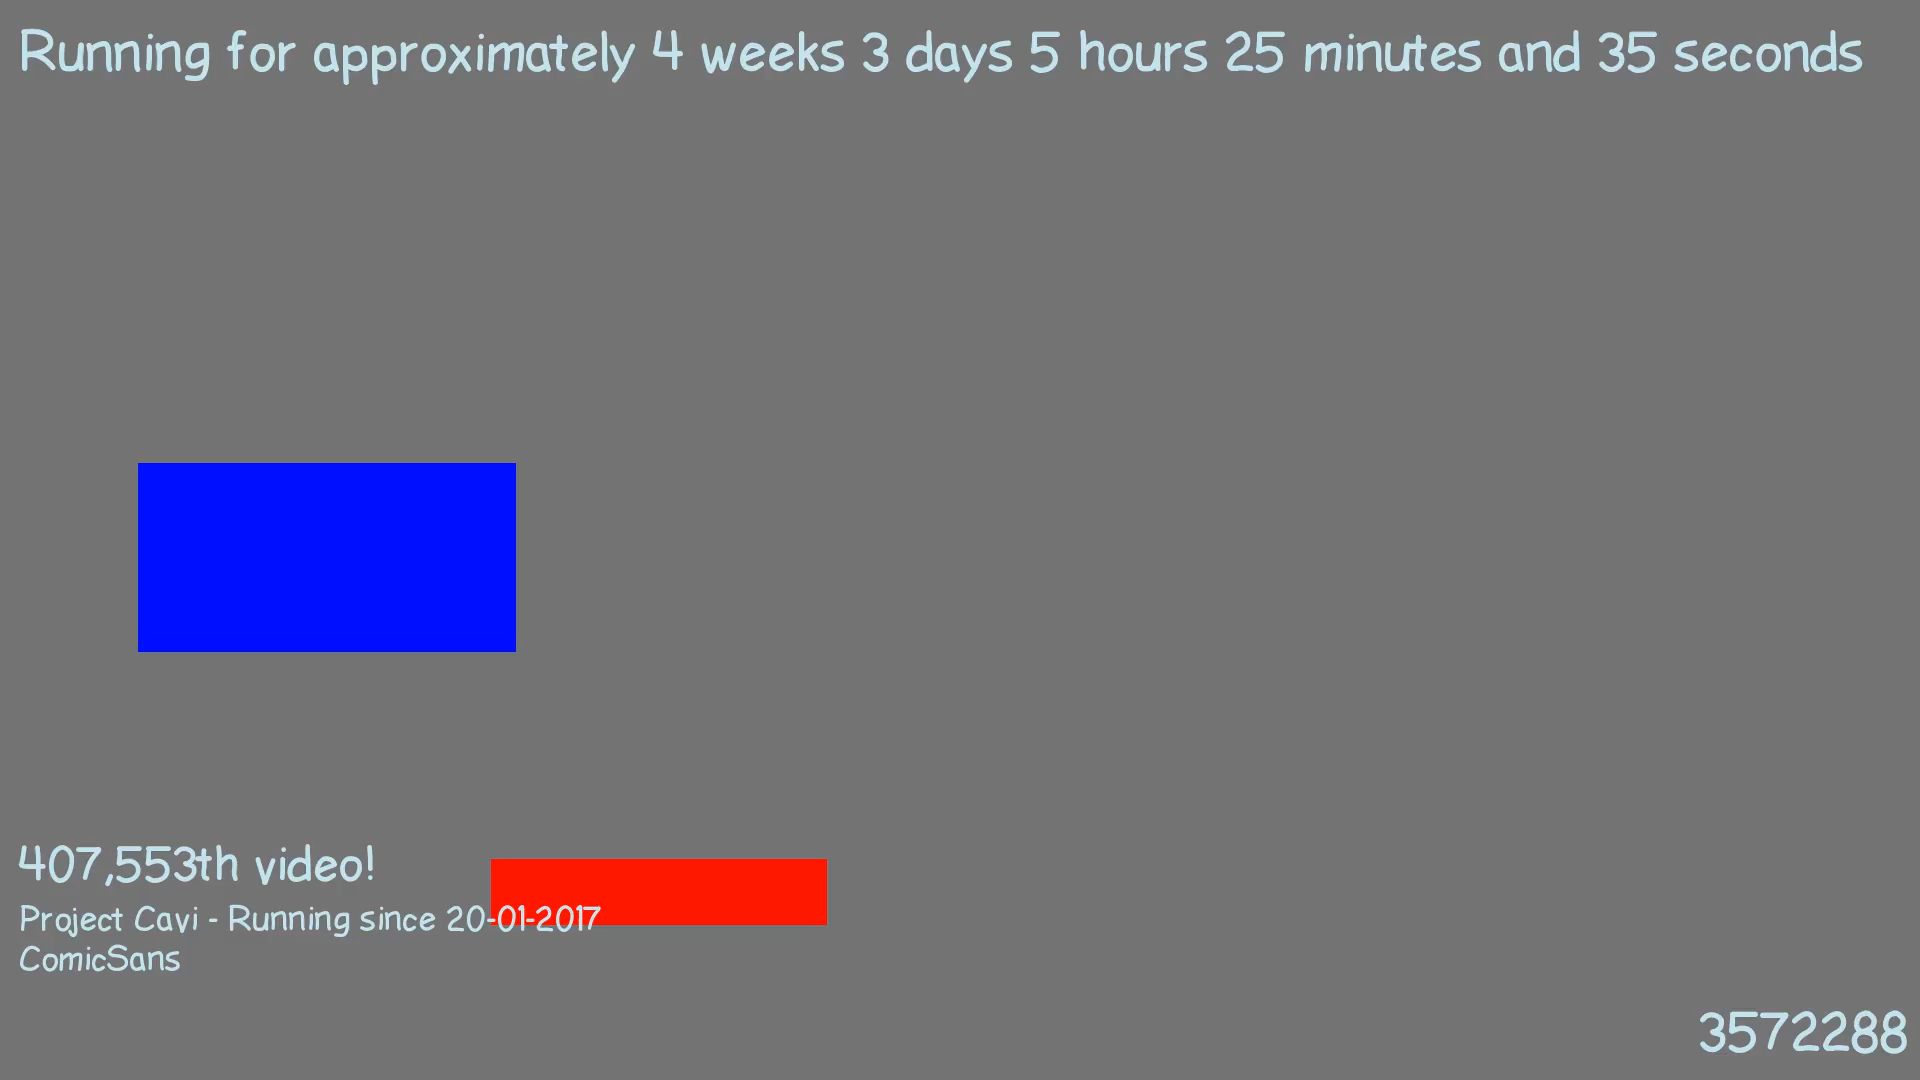 Running for approximately 4 weeks 3 days 5 hours 25 minutes and 35 seconds
407,553th video!
Project Cavi - Running since 20-01-2017
ComicSans
3572288